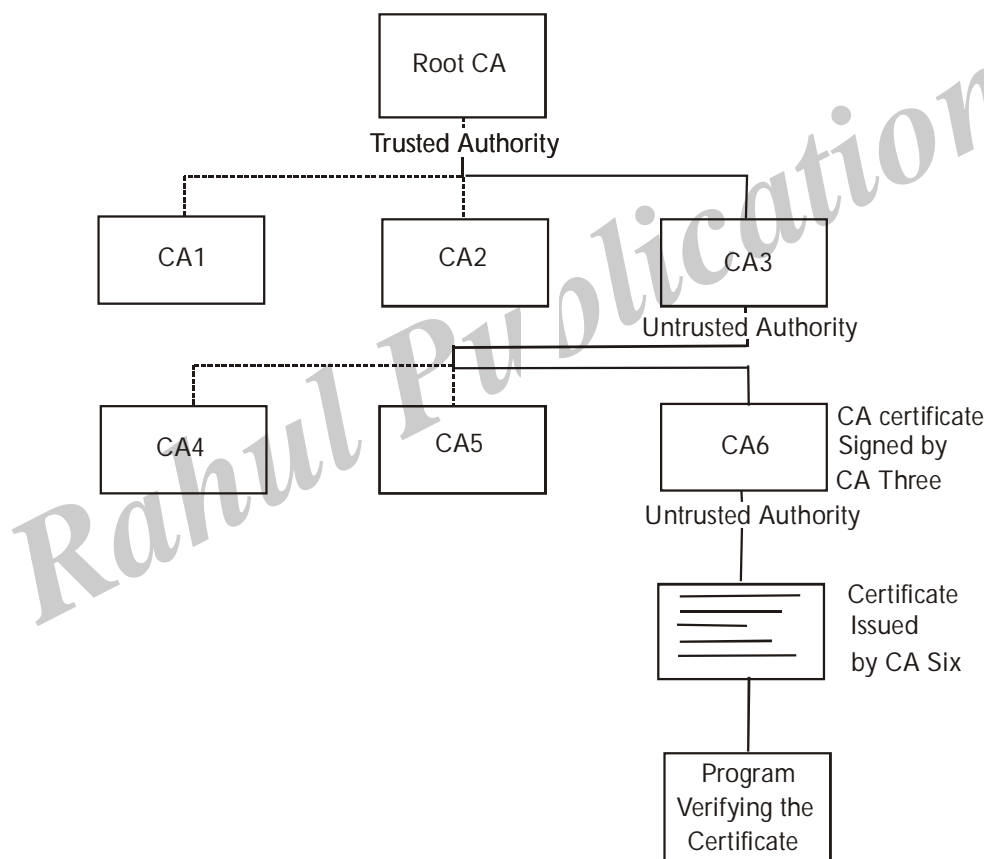 Root CA
Trusted Authority
CA1
CA2
CA3
Untrusted Authority
CA4
CA5
CA6
CA certificate
Signed by
CA Three
Untrusted Authority
Certificate
Issued
by CA Six
Program
Verifying the
Certificate
Rahul Publication